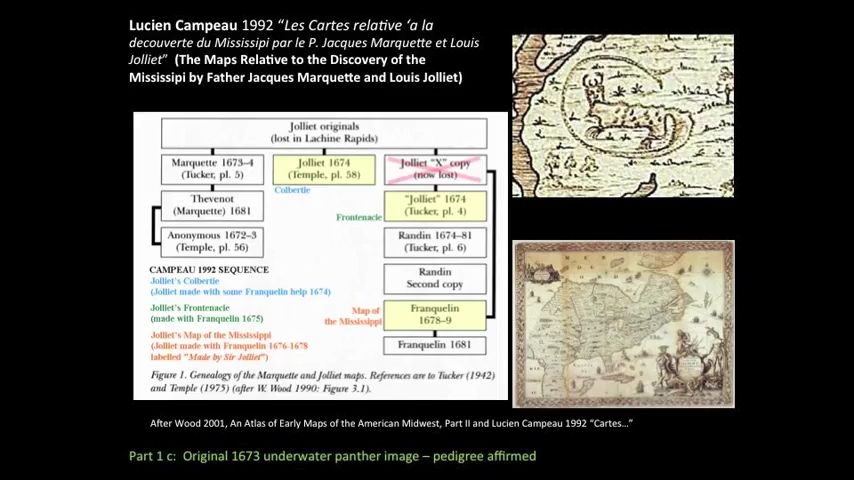 Lucien Campeau 1992 "Les Cartes relative 'a la
decouverte du Mississipi par le P. Jacques Marquette et Louis
Jolliet" (The Maps Relative to the Discovery of the
Mississipi by Father Jacques Marquette and Louis Jolliet)
Jolliet originals
(lost in Lachine Rapids)
Marquette 1673–4
(Tucker, pl. 5)
Jolliet 1674
(Temple, pl. 58)
Jolliet "X" copy
(now lost)
Colbertie
Thevenot
(Marquette) 1681
Frontenacie
"Jolliet" 1674
(Tucker, pl. 4)
Anonymous 1672–3
(Temple, pl. 56)
Randin 1674–81
(Tucker, pl. 6)
Randin
Second copy
CAMPEAU 1992 SEQUENCE
Jolliet's Colbertie
(Jolliet made with some Franquelin help 1674)
Jolliet's Frontenacie
(made with Franquelin 1675)
Map of
the Mississippi
Franquelin
1678–9
Jolliet's Map of the Mississippi
(Jolliet made with Franquelin 1676-1678
labelled "Made by Sir Jolliet")
Franquelin 1681
Figure 1. Genealogy of the Marquette and Jolliet maps. References are to Tucker (1942)
and Temple (1975) (after W. Wood 1990: Figure 3.1).
After Wood 2001, An Atlas of Early Maps of the American Midwest, Part II and Lucien Campeau 1992 "Cartes…"
Part 1 c: Original 1673 underwater panther image – pedigree affirmed